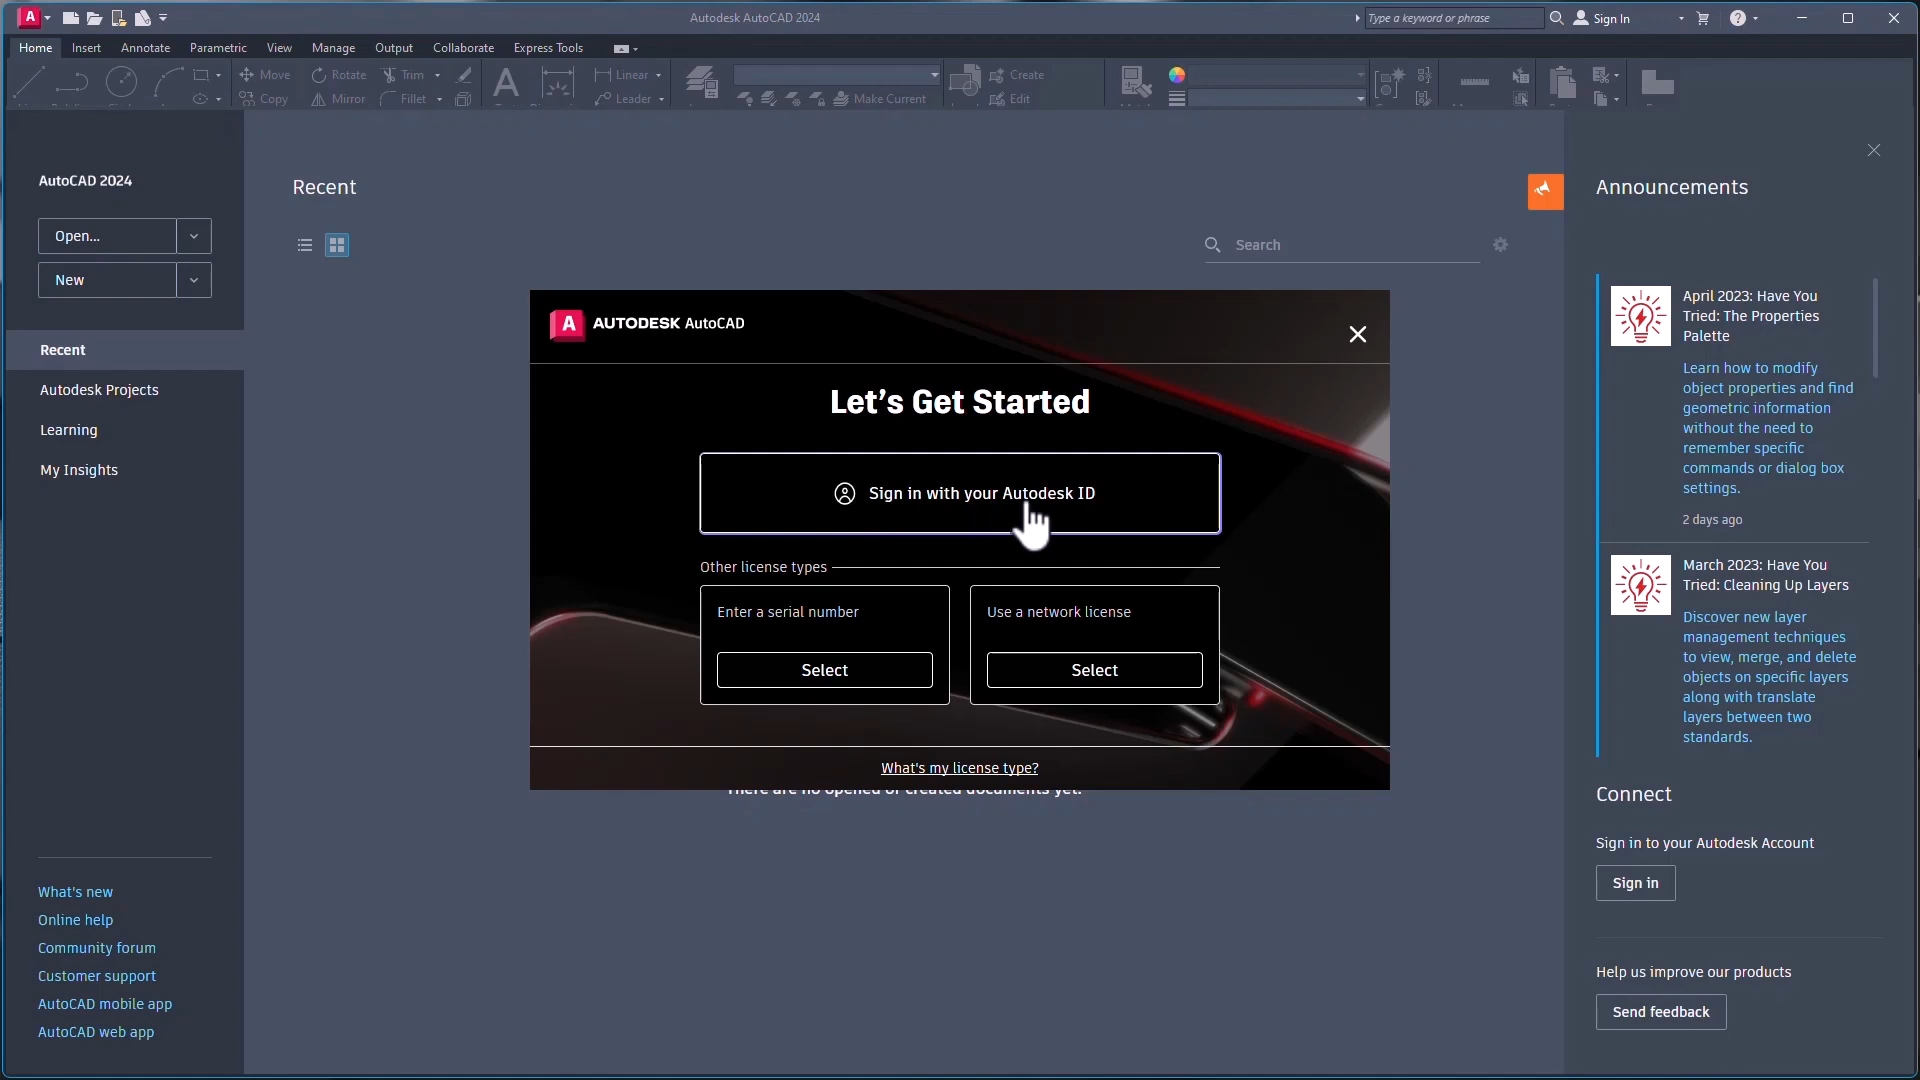 A
Autodesk AutoCAD 2024
Type a keyword or phrase
Sign In
Home Insert Annotate Parametric View Manage Output Collaborate Express Tools
Move Rotate Trim Linear Create
Copy Mirror Fillet Leader Make Current Edit
AutoCAD 2024
Open...
New
Recent
Autodesk Projects
Learning
My Insights
What's new
Online help
Community forum
Customer support
AutoCAD mobile app
AutoCAD web app
Recent
Search
A AUTODESK AutoCAD
Let's Get Started
Sign in with your Autodesk ID
Other license types
Enter a serial number
Select
Use a network license
Select
What's my license type?
There are no opened or created documents yet.
Announcements
April 2023: Have You
Tried: The Properties
Palette
Learn how to modify
object properties and find
geometric information
without the need to
remember specific
commands or dialog box
settings.
2 days ago
March 2023: Have You
Tried: Cleaning Up Layers
Discover new layer
management techniques
to view, merge, and delete
objects on specific layers
along with translate
layers between two
standards.
Connect
Sign in to your Autodesk Account
Sign in
Help us improve our products
Send feedback